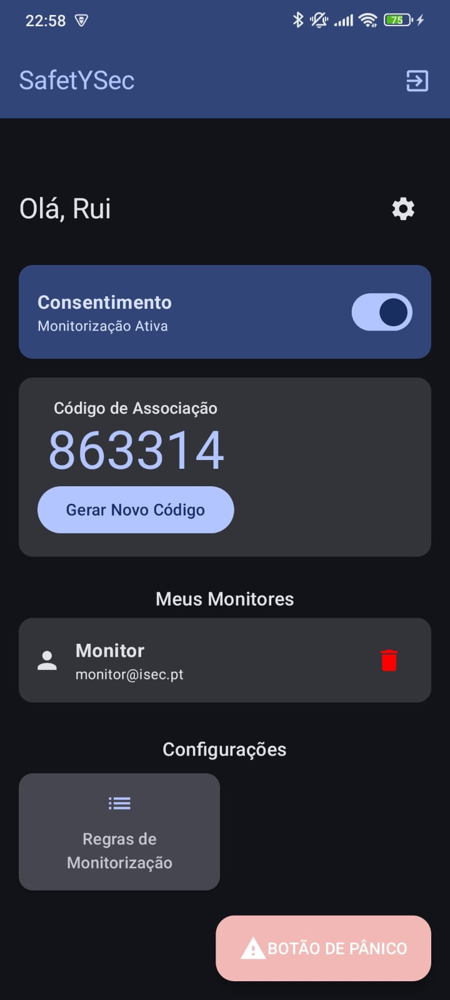 22:58
75
SafetYSec
Olá, Rui
Consentimento
Monitorização Ativa
Código de Associação
863314
Gerar Novo Código
Meus Monitores
Monitor
monitor@isec.pt
Configurações
Regras de
Monitorização
BOTÃO DE PÂNICO